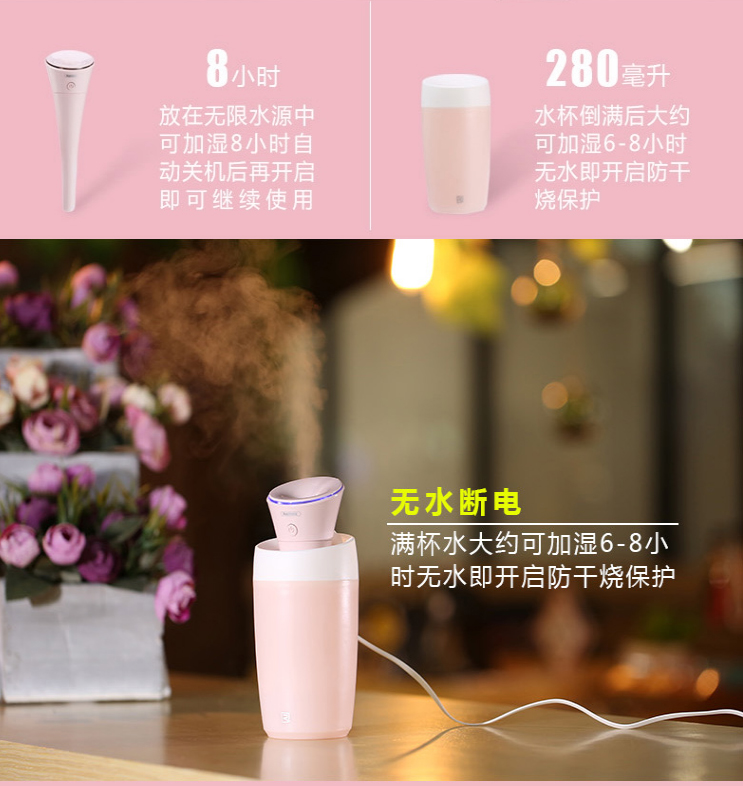 8小时
放在无限水源中
可加湿8小时自
动关机后再开启
即可继续使用
280毫升
水杯倒满后大约
可加湿6-8小时
无水即开启防干
烧保护
无水断电
满杯水大约可加湿6-8小
时无水即开启防干烧保护